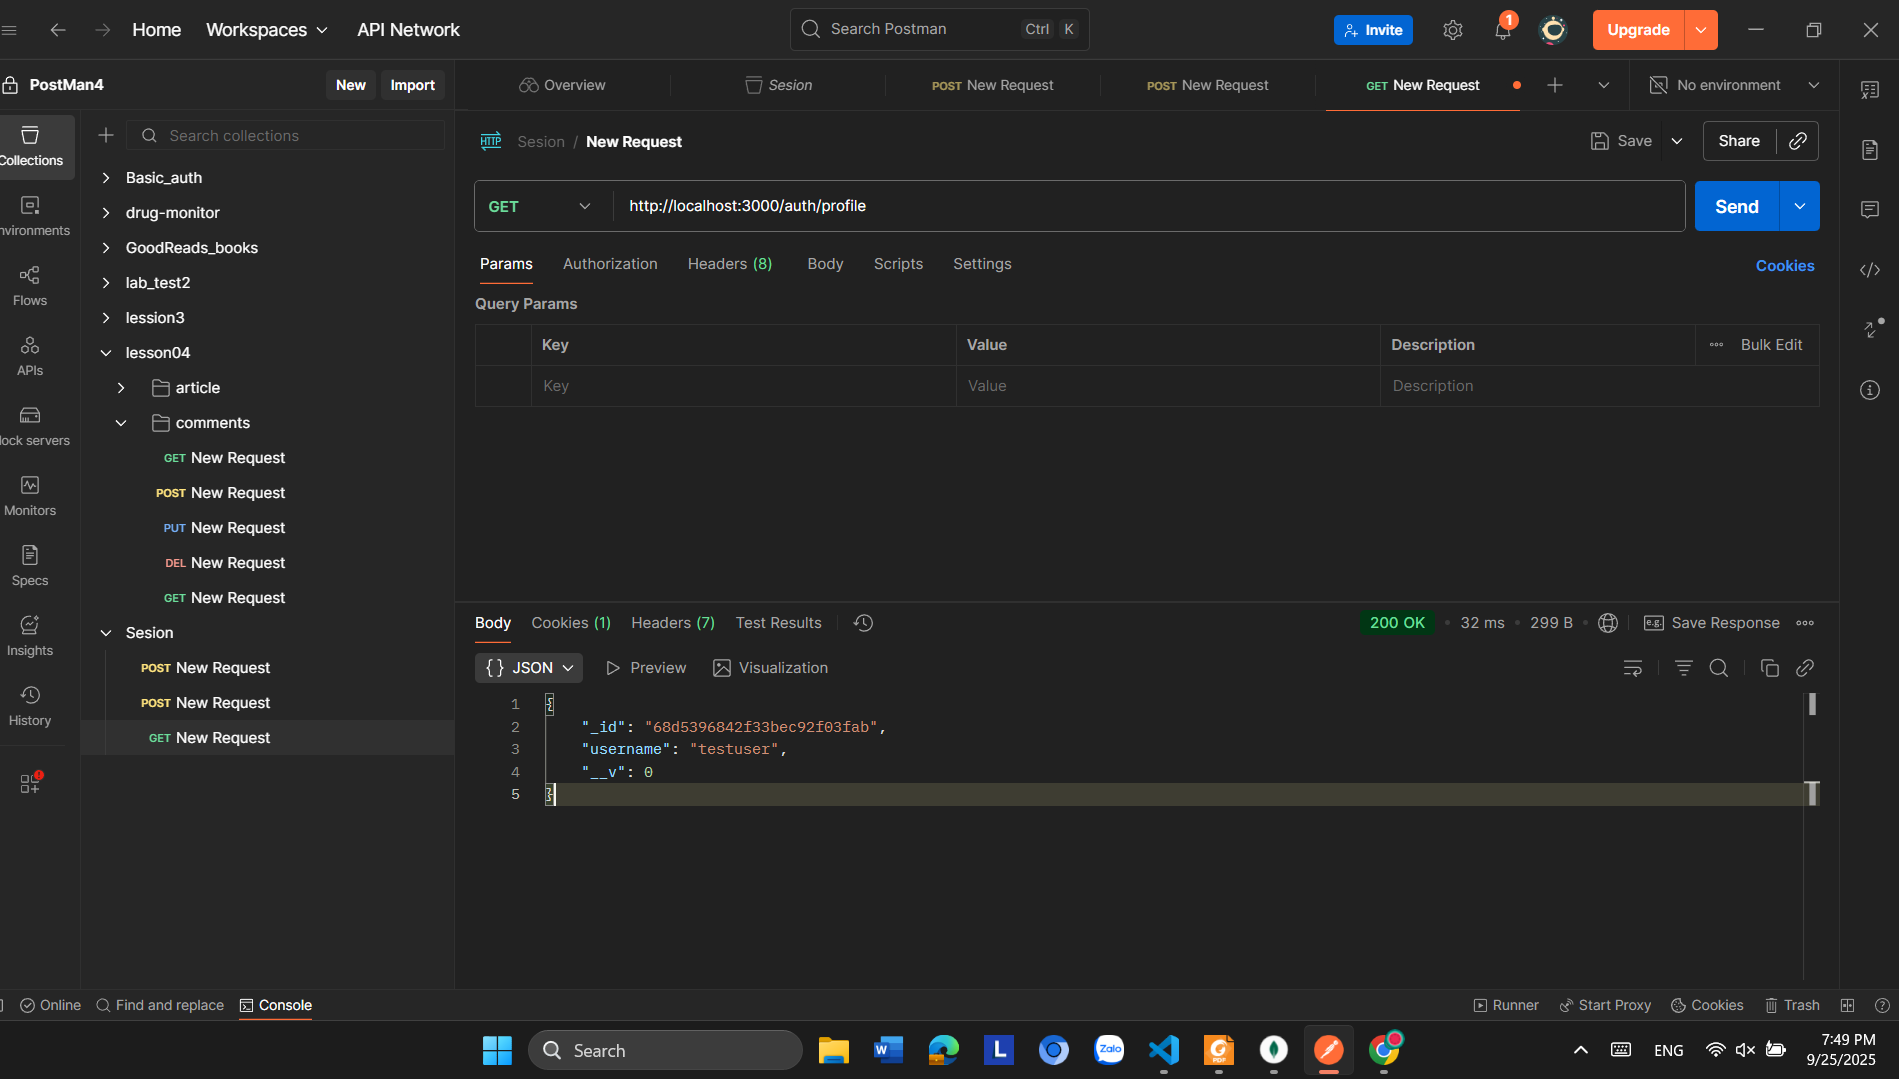 Home Workspaces API Network Search Postman Ctrl K Invite 1 Upgrade
PostMan4 New Import
Overview Sesion POST New Request POST New Request GET New Request No environment
Search collections
Collections
nvironments
Flows
APIs
lock servers
Monitors
Specs
Insights
History
Basic_auth
drug-monitor
GoodReads_books
lab_test2
lession3
lesson04
article
comments
GET New Request
POST New Request
PUT New Request
DEL New Request
GET New Request
Sesion
POST New Request
POST New Request
GET New Request
HTTP Sesion / New Request Save Share
GET http://localhost:3000/auth/profile Send
Params Authorization Headers (8) Body Scripts Settings Cookies
Query Params
Key Value Description Bulk Edit
Key Value Description
Body Cookies (1) Headers (7) Test Results 200 OK • 32 ms • 299 B • e.g. Save Response
{} JSON Preview Visualization
1 {
2 "_id": "68d5396842f33bec92f03fab",
3 "username": "testuser",
4 "__v": 0
5 }
Online Find and replace Console Runner Start Proxy Cookies Trash
Search W L Zalo PDF ENG 7:49 PM
9/25/2025